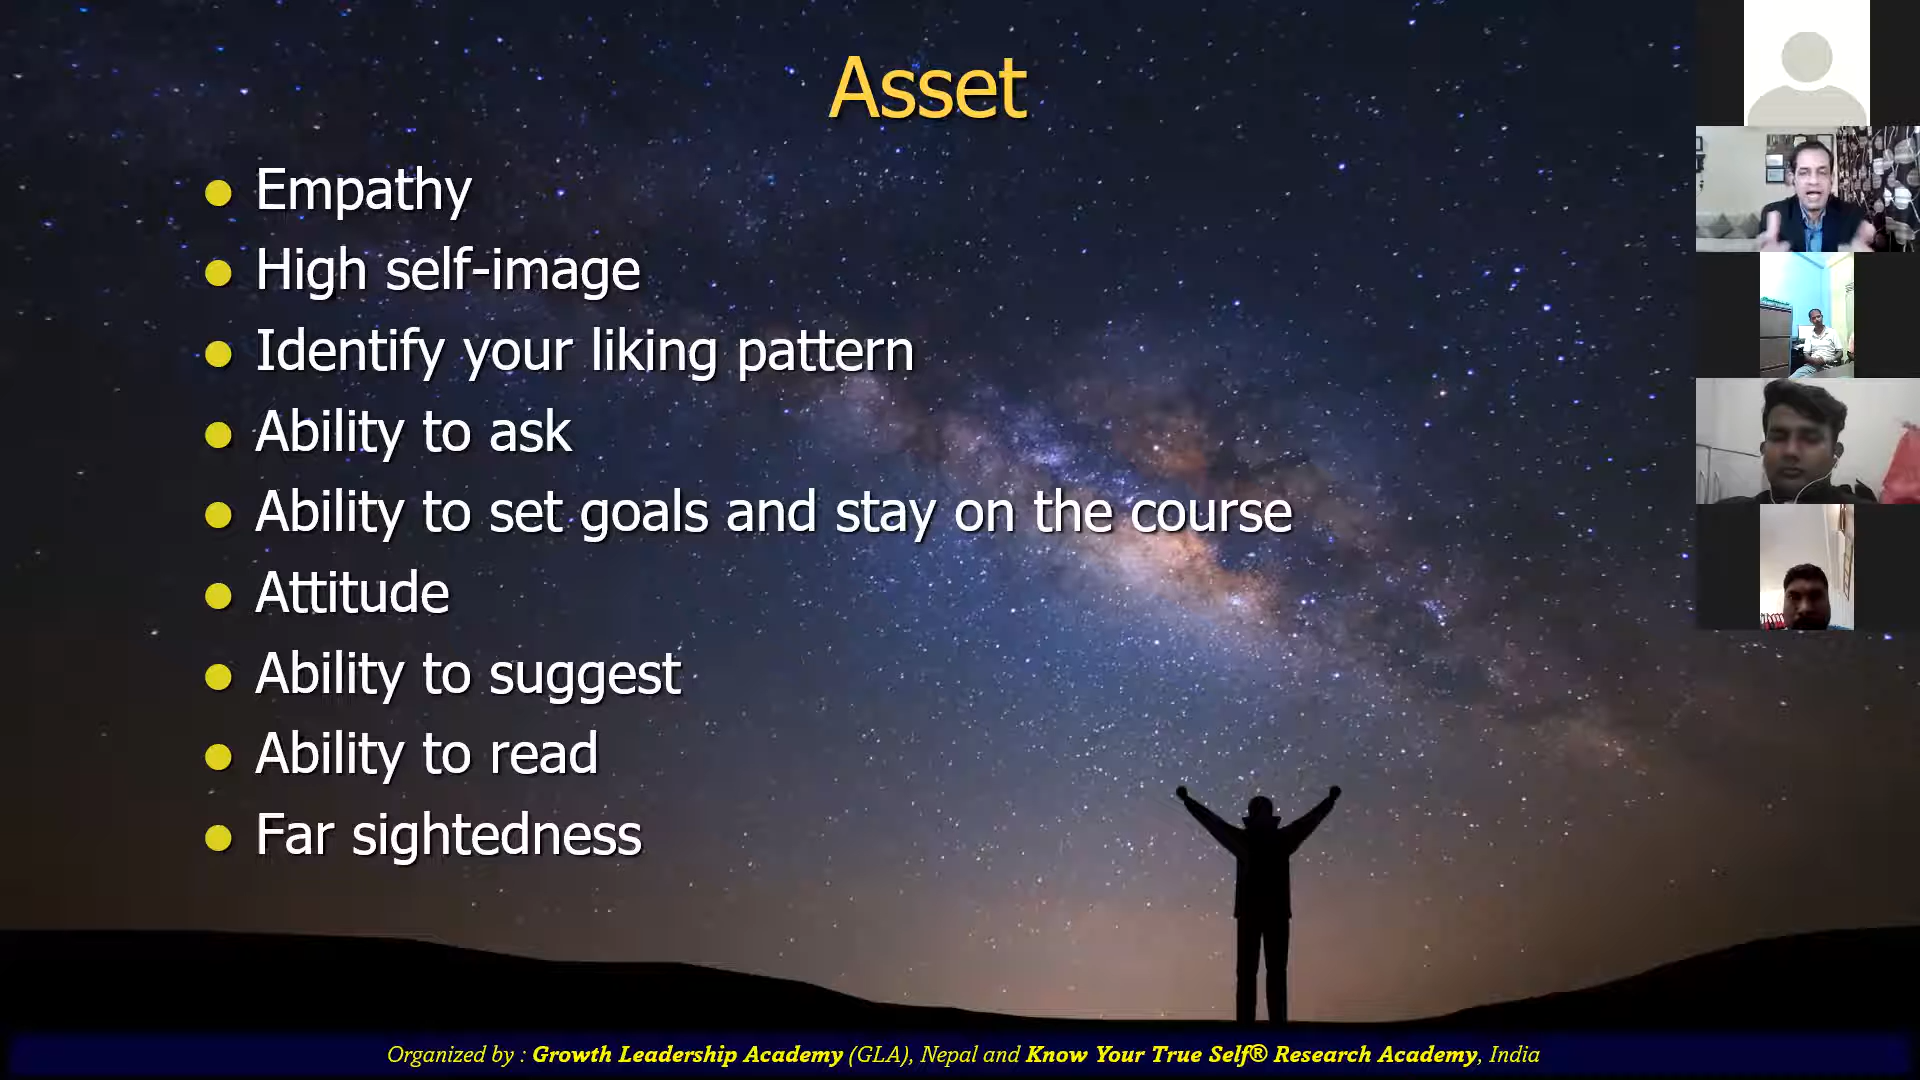 Asset
Empathy
High self-image
Identify your liking pattern
Ability to ask
Ability to set goals and stay on the course
Attitude
Ability to suggest
Ability to read
Far sightedness
Organized by : Growth Leadership Academy (GLA), Nepal and Know Your True Self® Research Academy, India